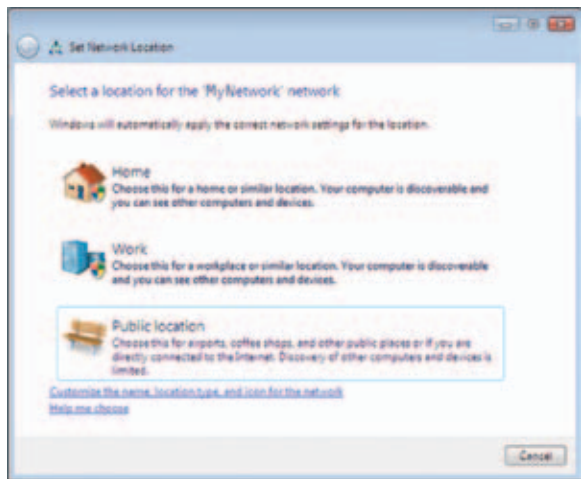 Set Network Location
Select a location for the 'MyNetwork' network
Windows will automatically apply the correct network settings for the location.
Home
Choose this for a home or similar location. Your computer is discoverable and
you can see other computers and devices.
Work
Choose this for a workplace or similar location. Your computer is discoverable
and you can see other computers and devices.
Public location
Choose this for airports, coffee shops, and other public places or if you are
directly connected to the Internet. Discovery of other computers and devices is
limited.
Customize the name, location type, and icon for the network
Help me choose
Cancel